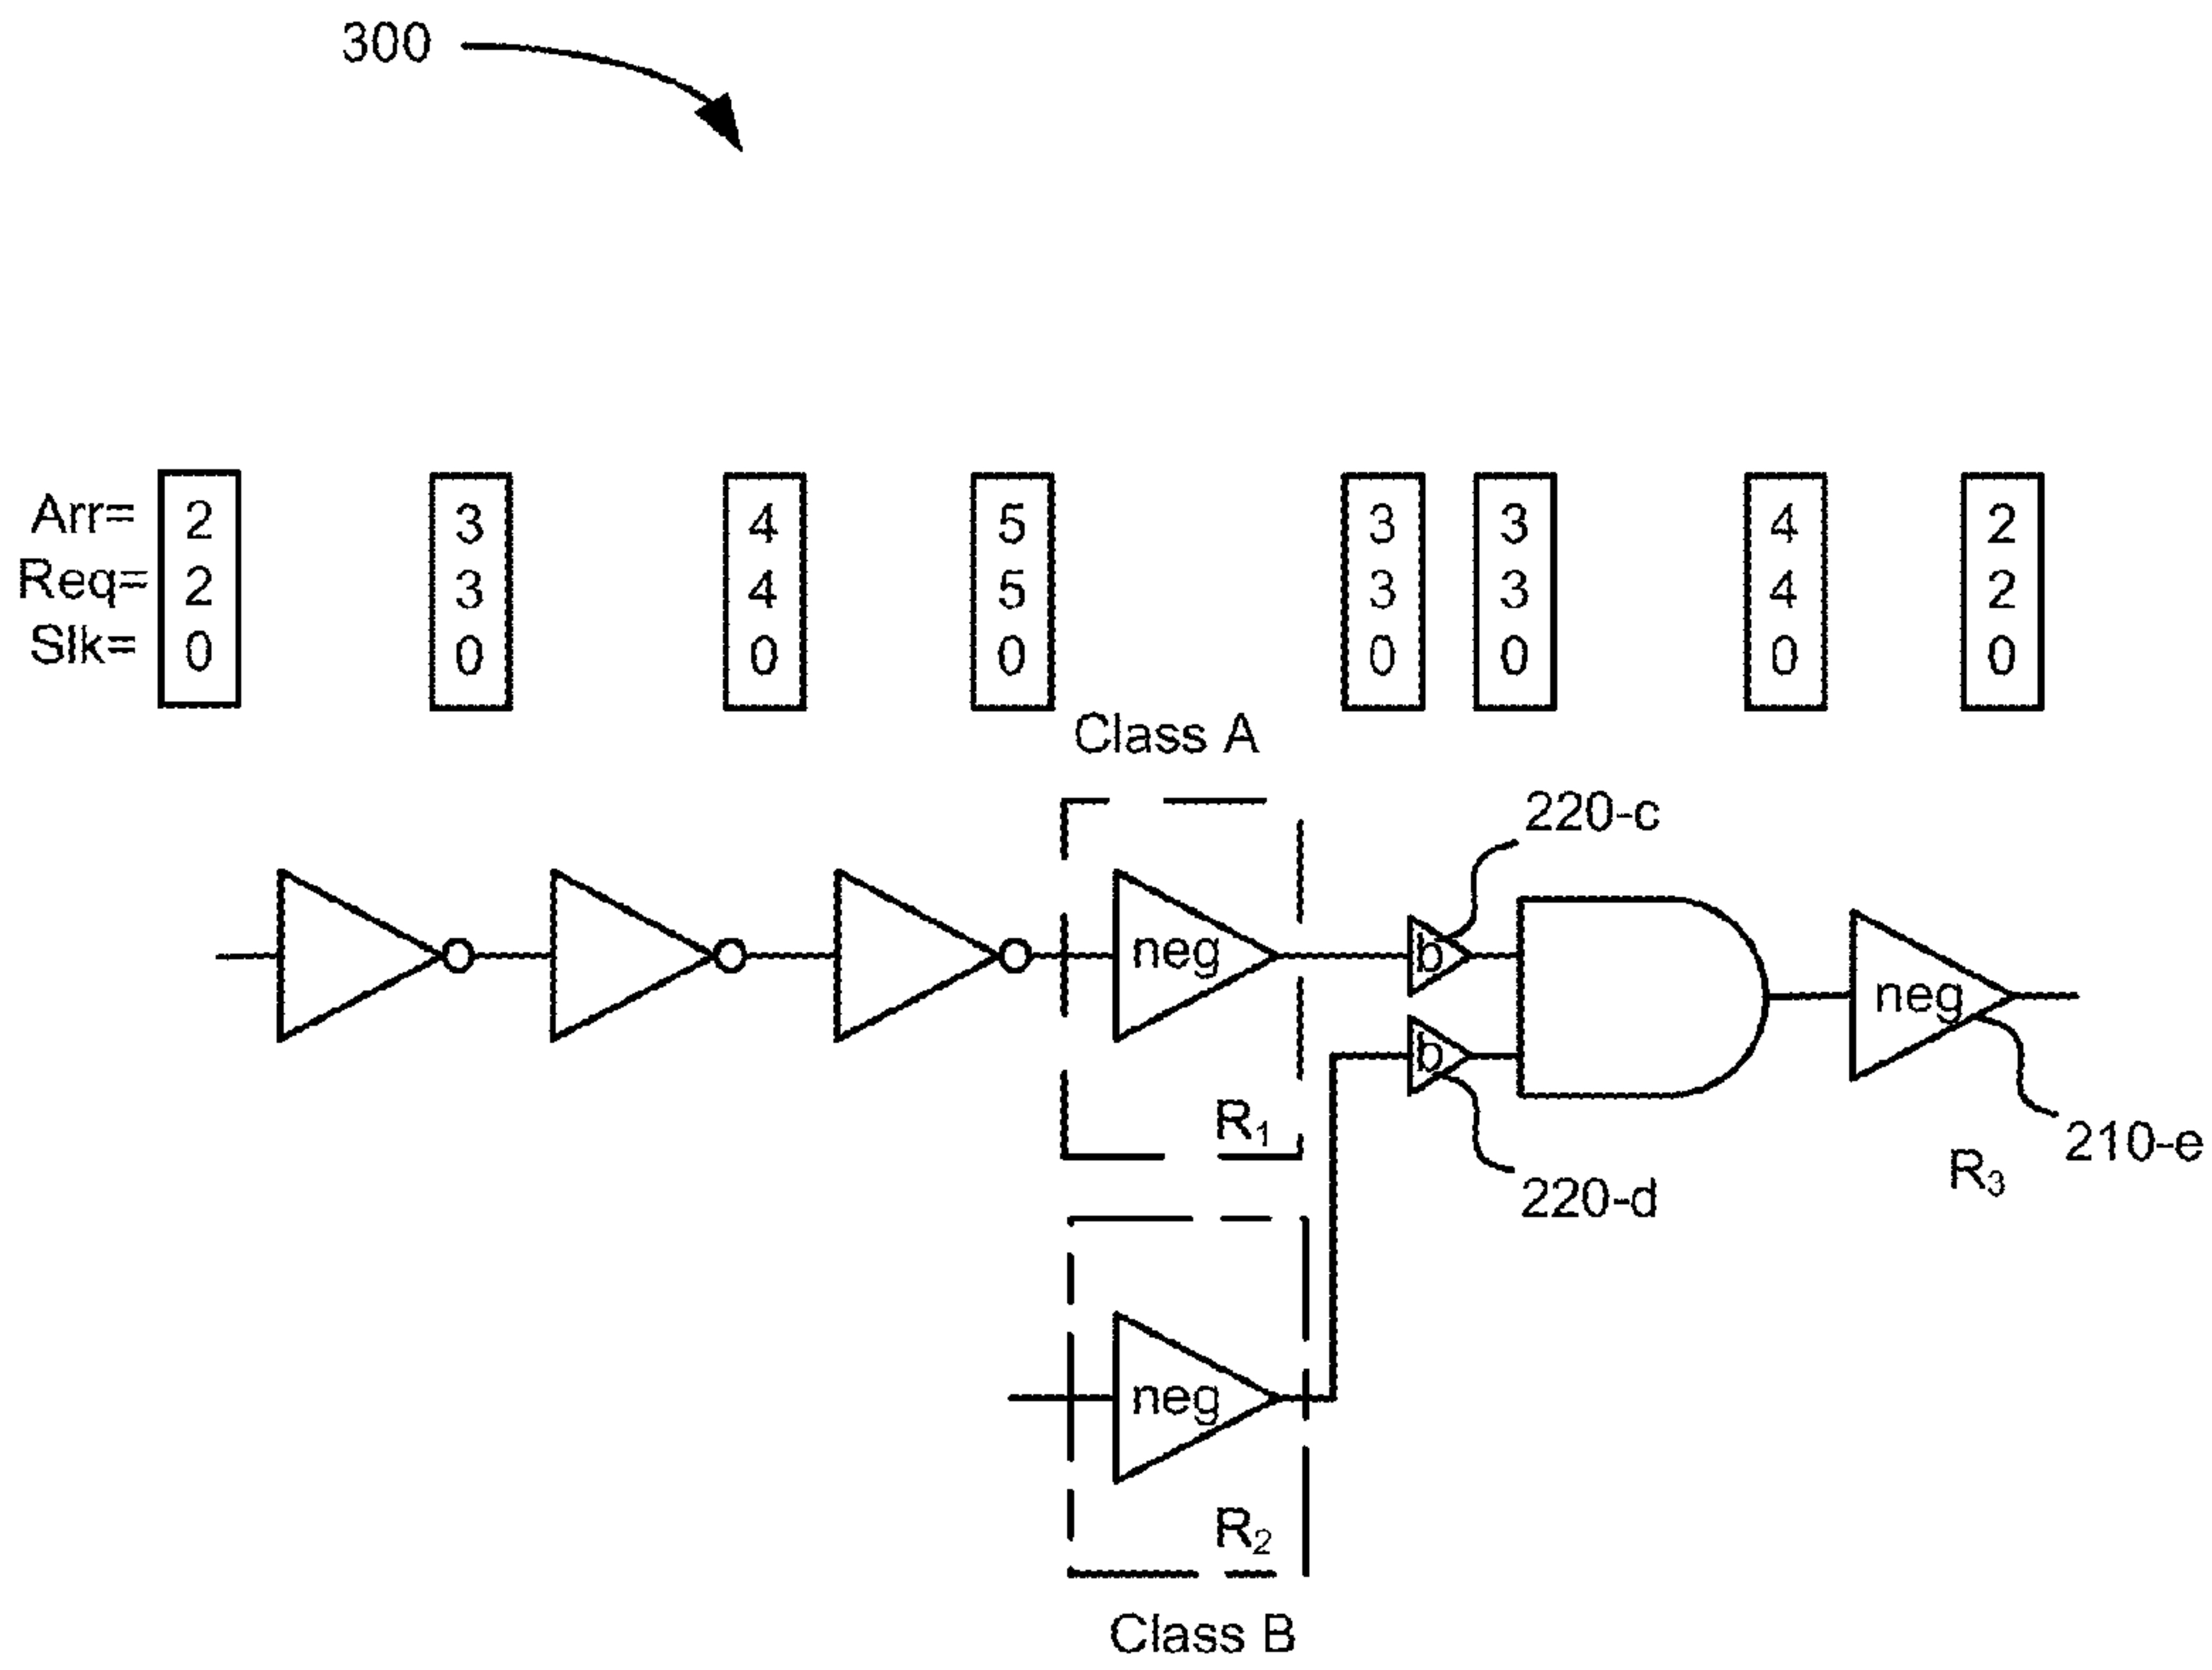 300
Arr= 2 3 4 5 3 3 4 2
Req= 2 3 4 5 3 3 4 2
Slk= 0 0 0 0 0 0 0 0
Class A
220-c
neg
b
neg
b
R1
210-e
R3
220-d
neg
R2
Class B